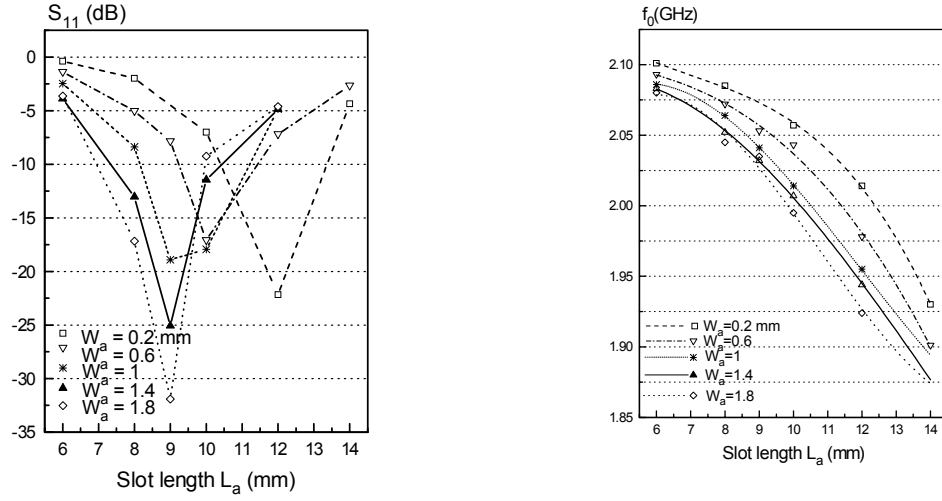 S₁₁ (dB)
0
-5
-10
-15
-20
-25
-30
-35
Wₐ = 0.2 mm
Wₐ = 0.6
Wₐ = 1
Wₐ = 1.4
Wₐ = 1.8
6 7 8 9 10 11 12 13 14
Slot length Lₐ (mm)
f₀(GHz)
2.10
2.05
2.00
1.95
1.90
1.85
Wₐ=0.2 mm
Wₐ=0.6
Wₐ=1
Wₐ=1.4
Wₐ=1.8
6 7 8 9 10 11 12 13 14
Slot length Lₐ (mm)